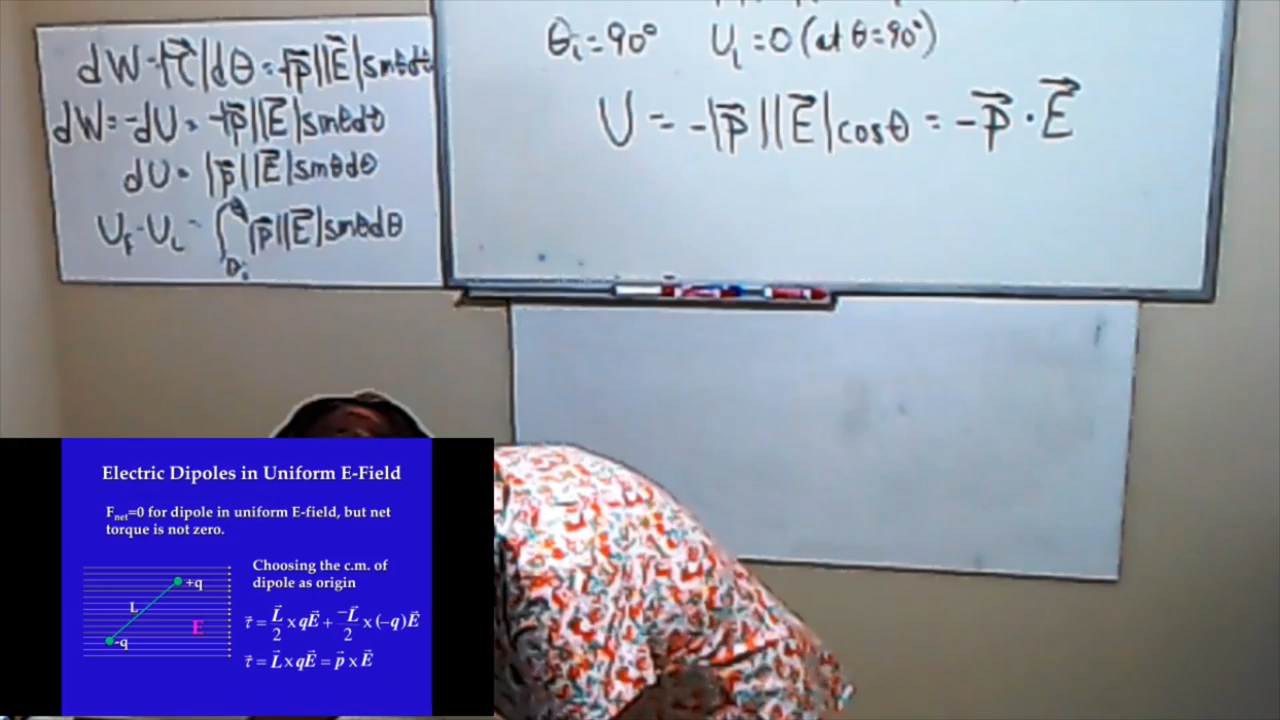 dW = -|τ⃗|dθ = -|p⃗||E⃗|sinθdθ
dW = -dU = -|p⃗||E⃗|sinθdθ
dU = |p⃗||E⃗|sinθdθ
U_f - U_i = ∫_θi^θf |p⃗||E⃗|sinθdθ
θ_i = 90° U_i = 0 (at θ = 90°)
U = -|p⃗||E⃗|cosθ = -p⃗ · E⃗
Electric Dipoles in Uniform E-Field
F_net=0 for dipole in uniform E-field, but net
torque is not zero.
Choosing the c.m. of
dipole as origin
+q
L
E
-q
τ⃗ = L⃗/2 x qE⃗ + -L⃗/2 x (-q)E⃗
τ⃗ = L⃗ x qE⃗ = p⃗ x E⃗